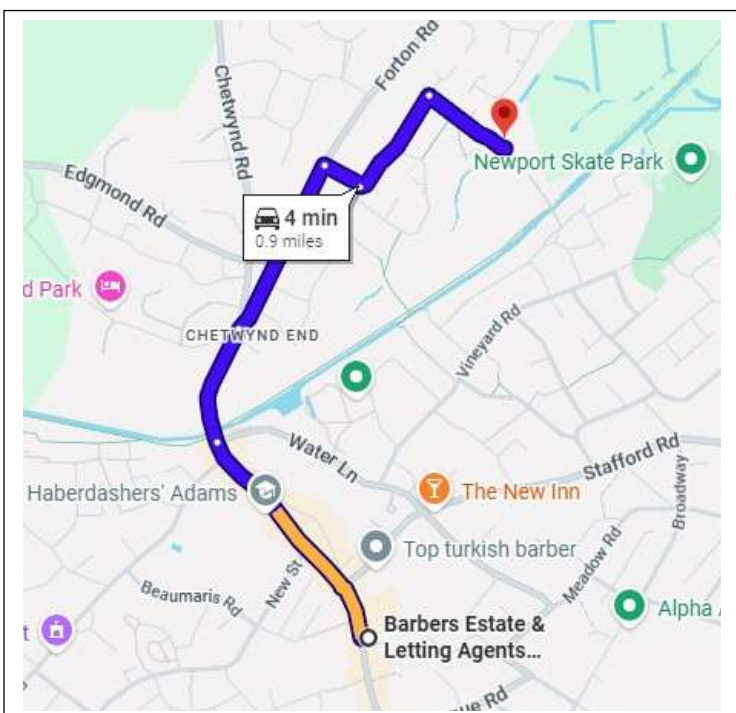 Forton Rd
Chetwynd Rd
Newport Skate Park
Edgmond Rd
4 min
0.9 miles
d Park
CHETWYND END
Vineyard Rd
Water Ln
Stafford Rd
Haberdashers' Adams
The New Inn
Broadway
Top turkish barber
Meadow Rd
New St
Beaumaris Rd
Alpha A
t
Barbers Estate &
Letting Agents...
ue Rd